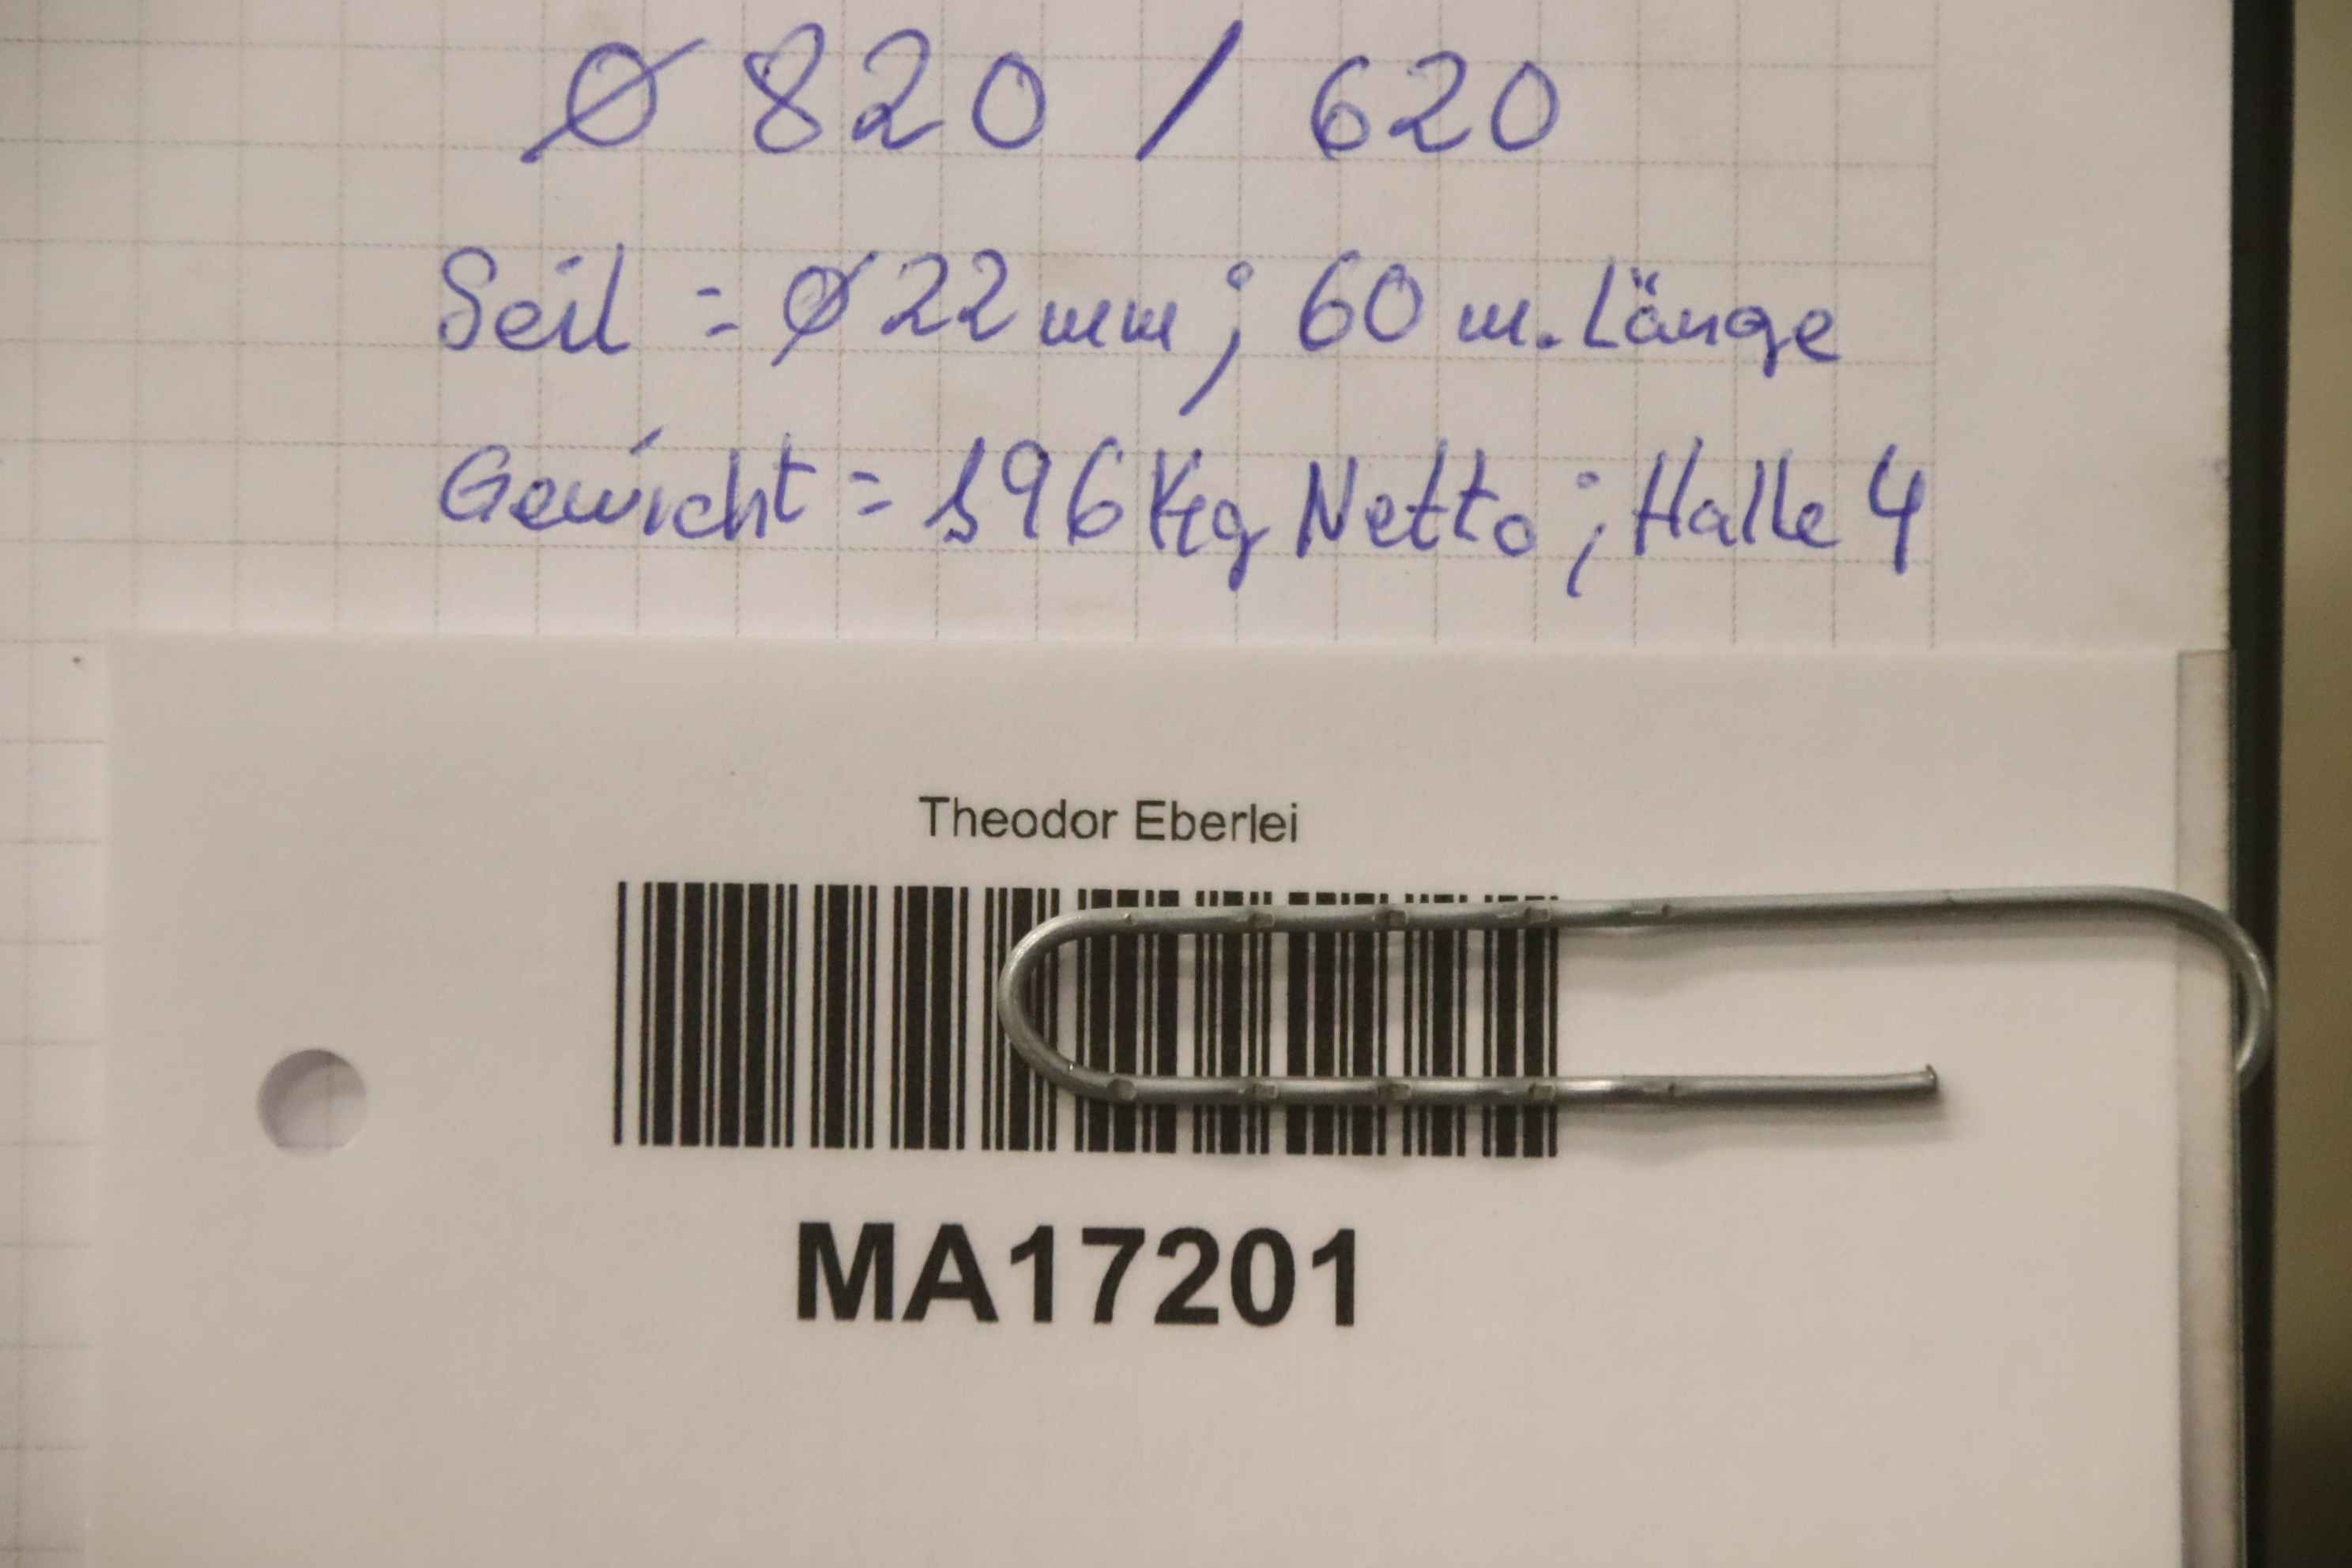 Ø 820 / 620
Seil = Ø 22 mm ; 60 m. Länge
Gewicht = 196 Kg Netto ; Halle 4
Theodor Eberlei
MA17201